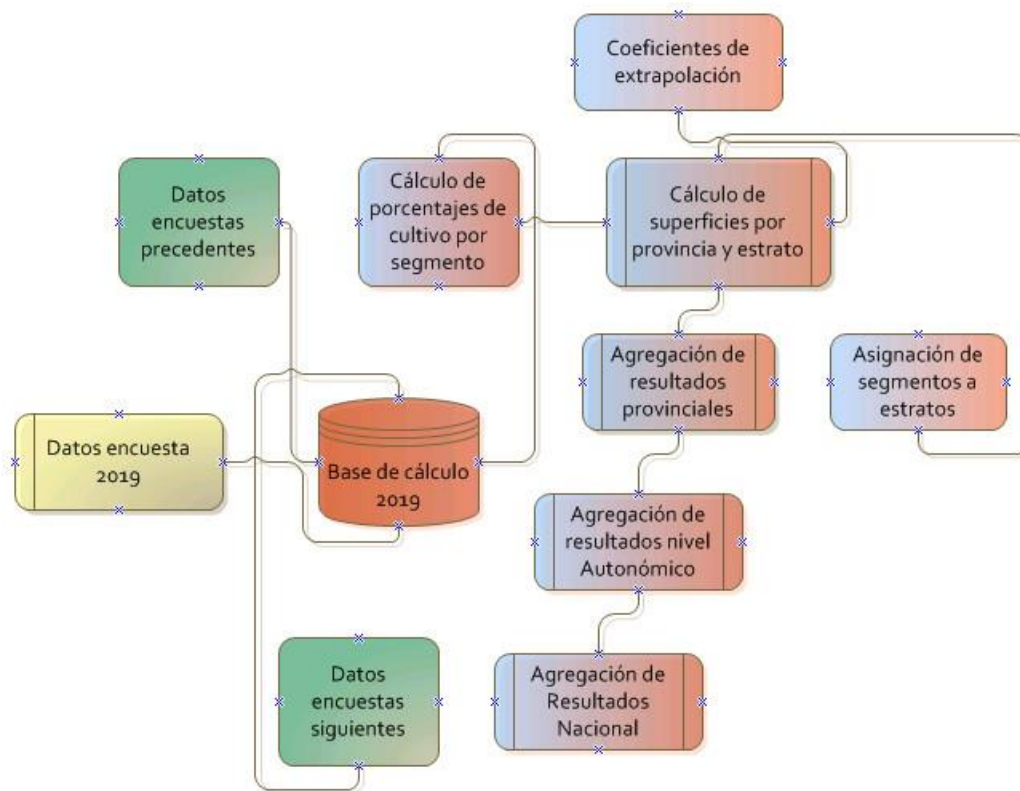 Coeficientes de
extrapolación
Datos
encuestas
precedentes
Cálculo de
porcentajes de
cultivo por
segmento
Cálculo de
superficies por
provincia y estrato
Agregación de
resultados
provinciales
Asignación de
segmentos a
estratos
Datos encuesta
2019
Base de cálculo
2019
Agregación de
resultados nivel
Autonómico
Datos
encuestas
siguientes
Agregación de
Resultados
Nacional